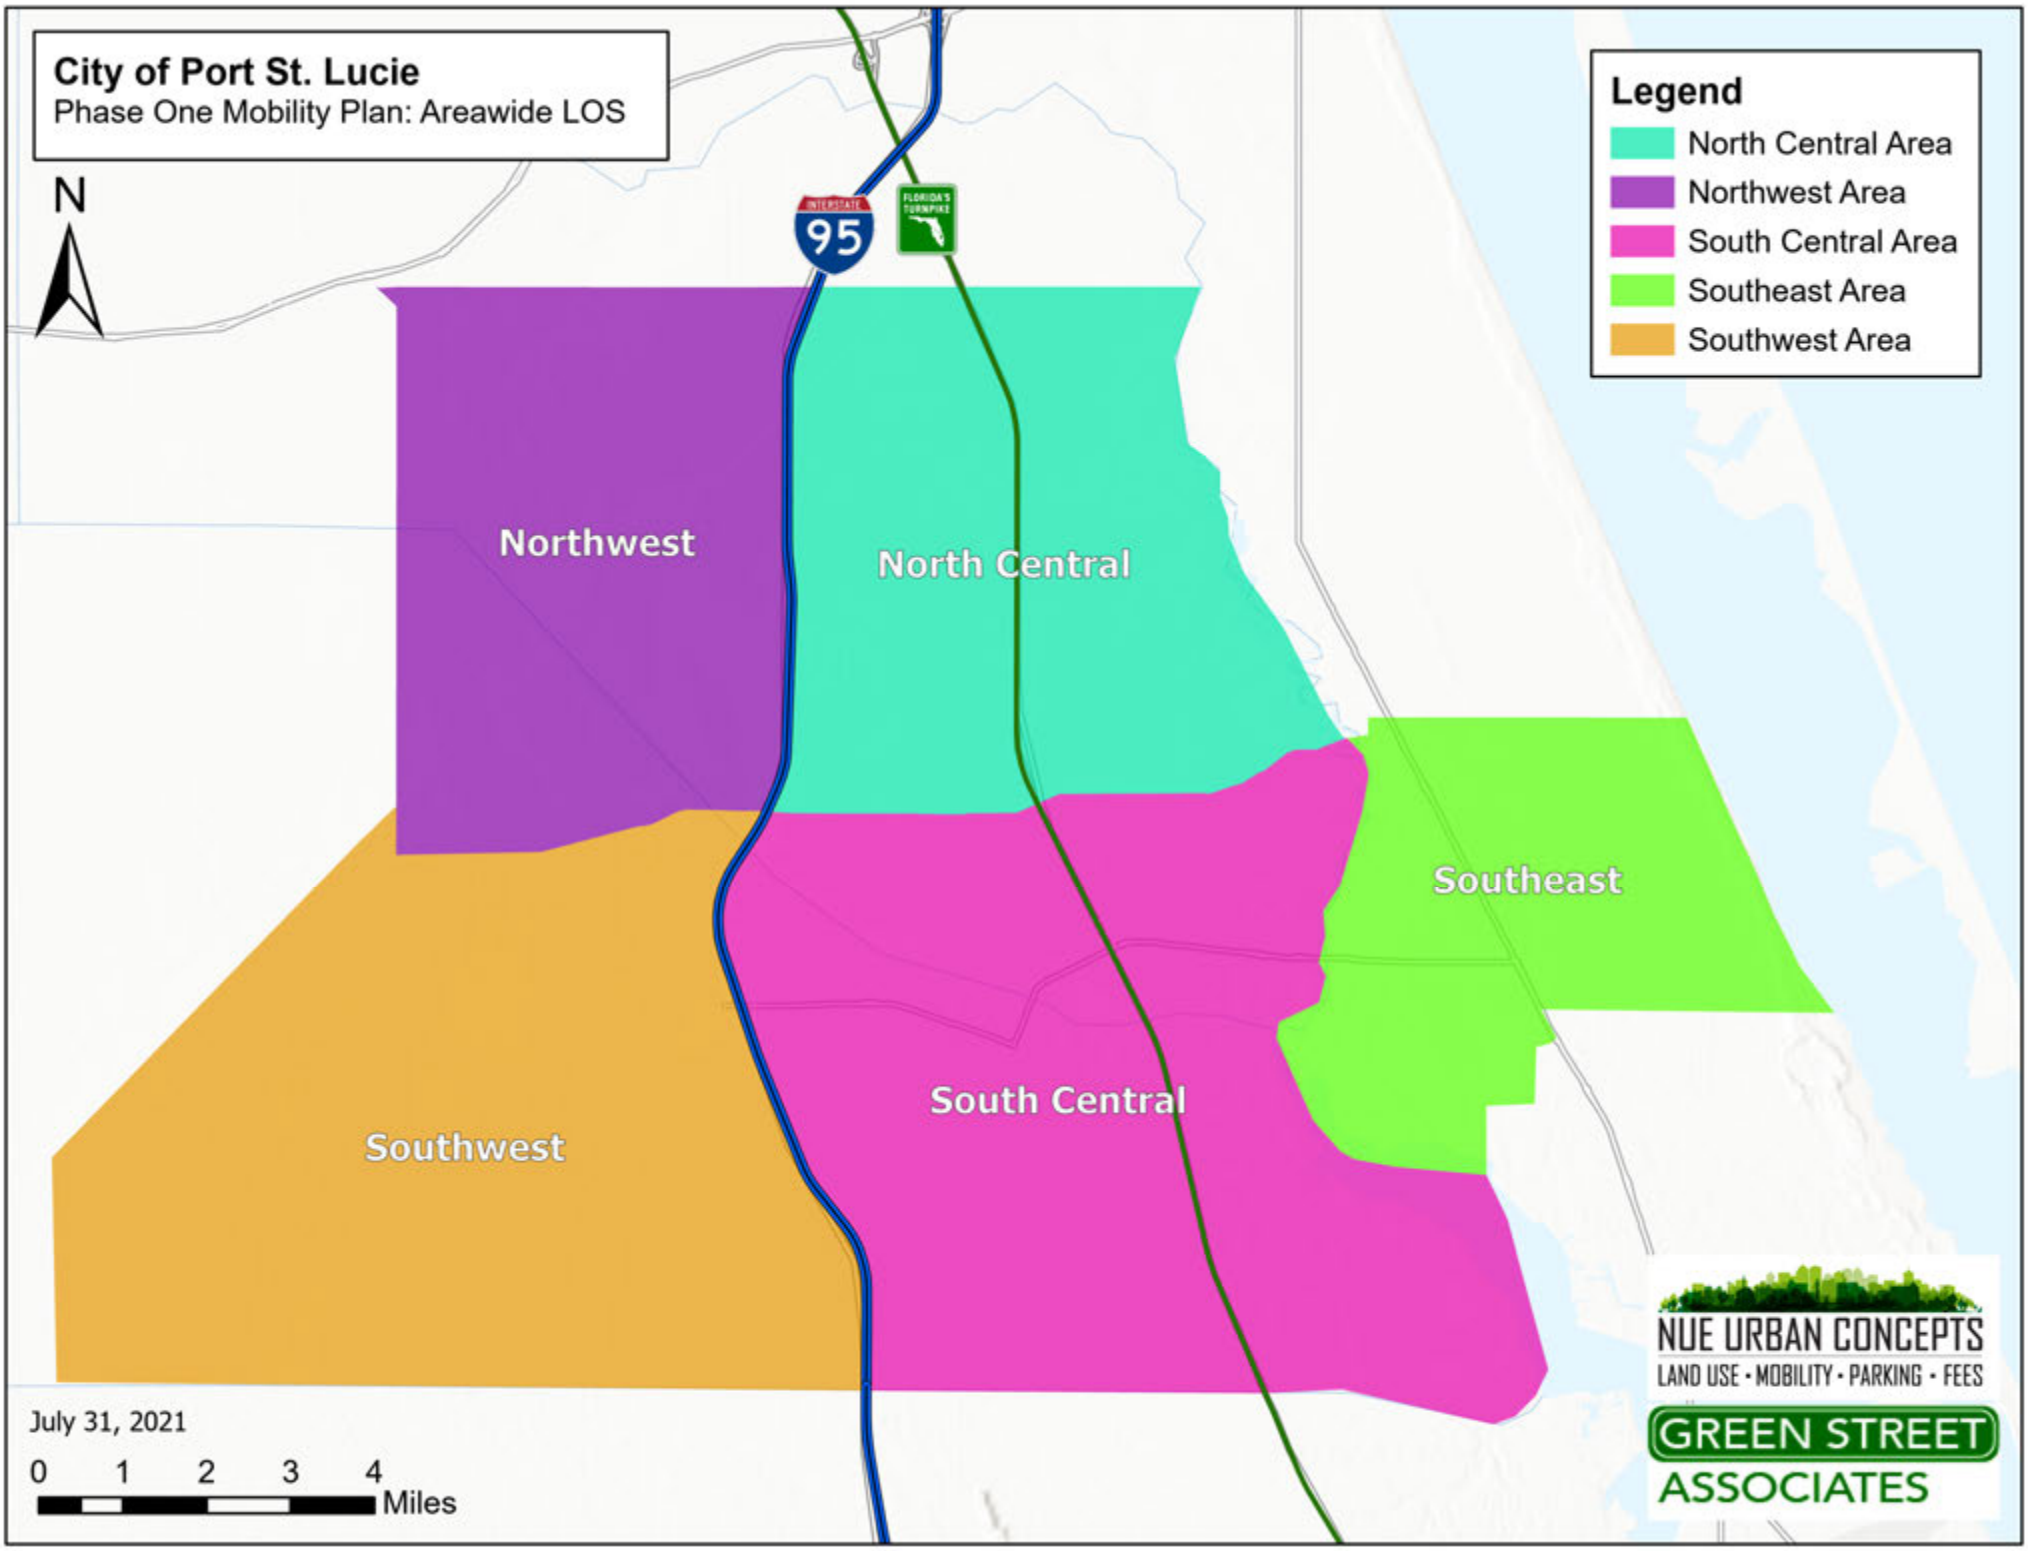 City of Port St. Lucie
Phase One Mobility Plan: Areawide LOS
N
INTERSTATE
95
FLORIDA'S
TURNPIKE
Legend
North Central Area
Northwest Area
South Central Area
Southeast Area
Southwest Area
Northwest
North Central
Southeast
South Central
Southwest
July 31, 2021
0 1 2 3 4
Miles
NUE URBAN CONCEPTS
LAND USE • MOBILITY • PARKING • FEES
GREEN STREET
ASSOCIATES